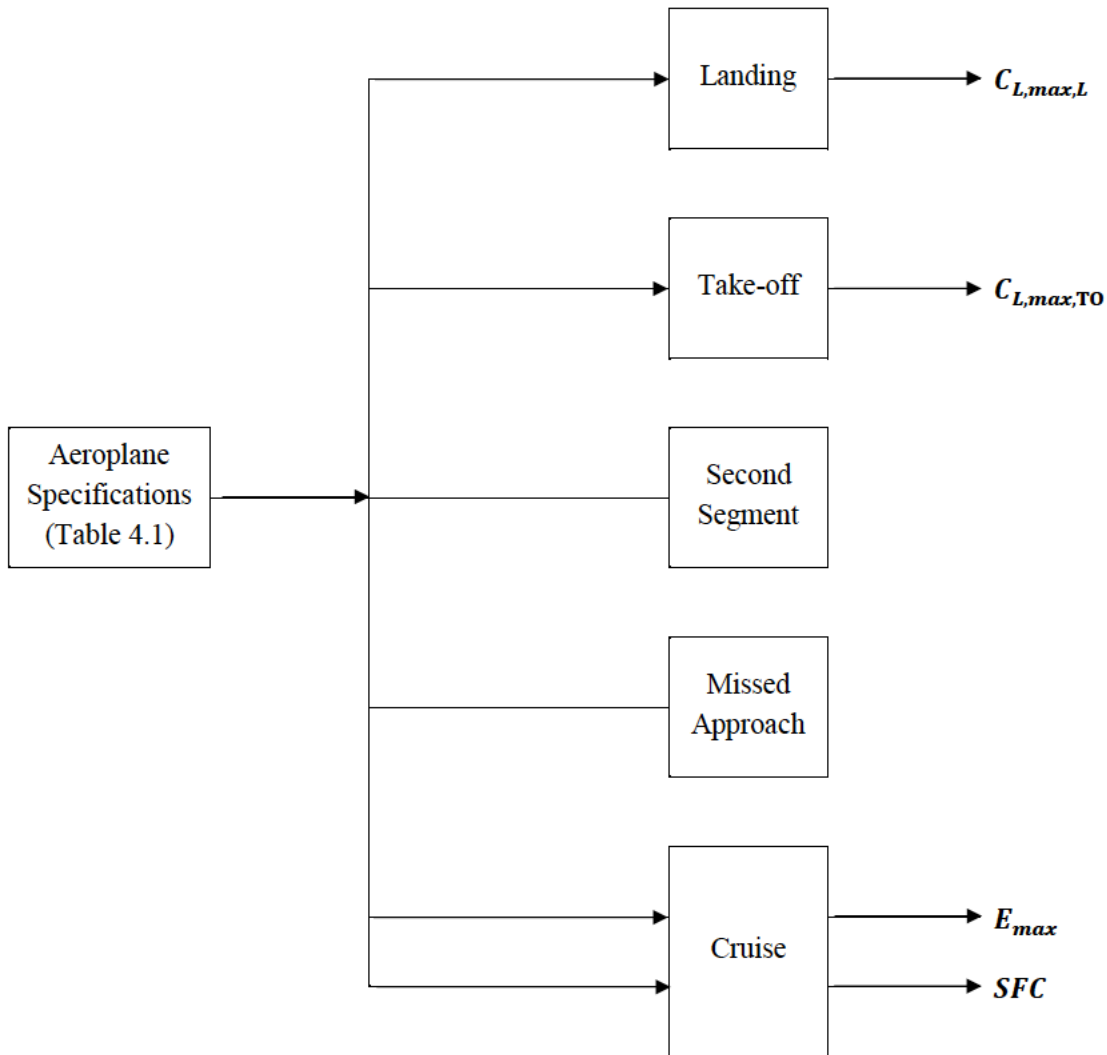 Landing
C_{L,max,L}
Take-off
C_{L,max,TO}
Aeroplane
Specifications
(Table 4.1)
Second
Segment
Missed
Approach
Cruise
E_{max}
SFC